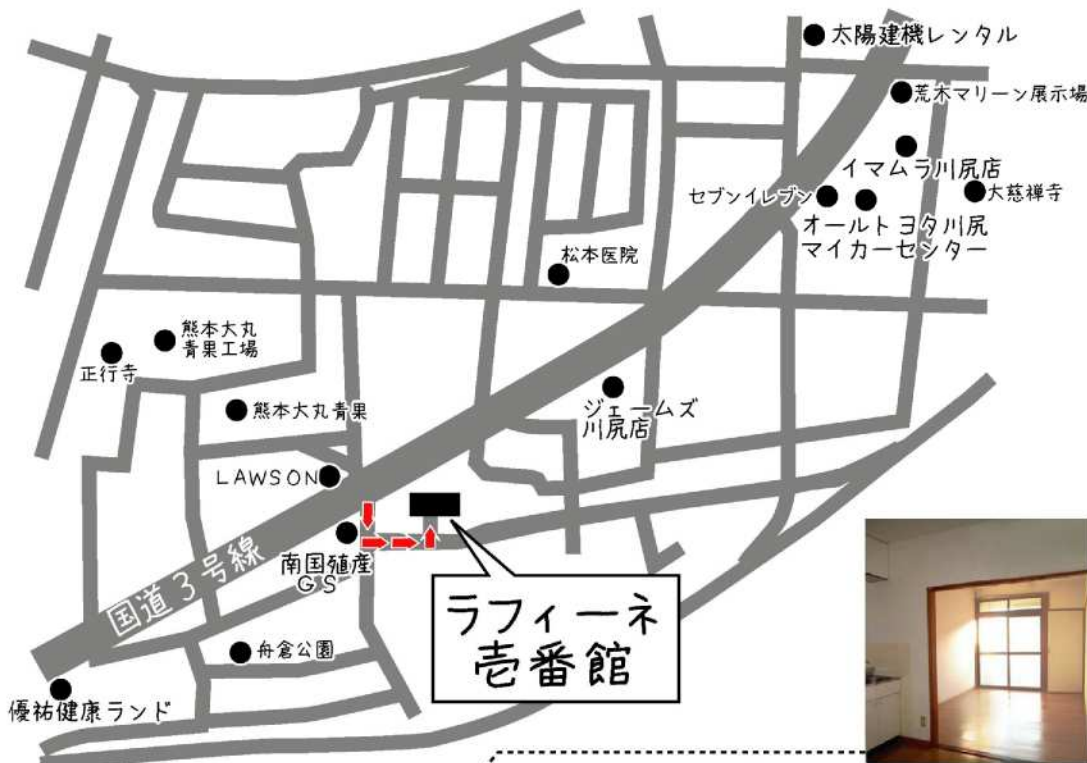 太陽建機レンタル
荒木マリーン展示場
イマムラ川尻店
セブンイレブン
大慈禅寺
オールトヨタ川尻
マイカーセンター
松本医院
熊本大丸
青果工場
正行寺
熊本大丸青果
ジェームズ
川尻店
LAWSON
南国殖産
GS
国道3号線
ラフィーネ
壱番館
舟倉公園
優祐健康ランド